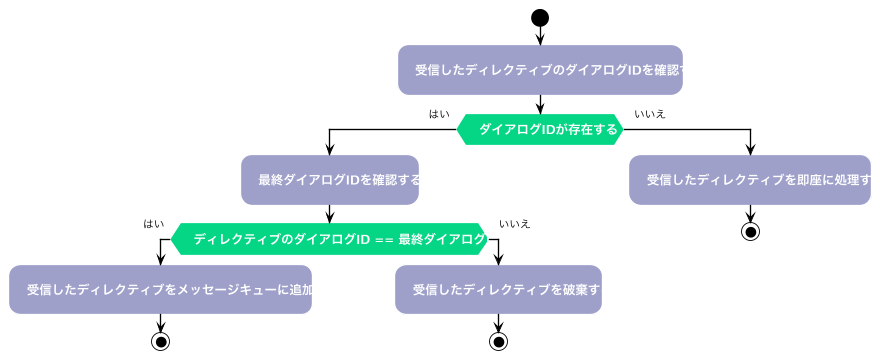 受信したディレクティブのダイアログIDを確認す
はい
ダイアログIDが存在する
いいえ
最終ダイアログIDを確認する
受信したディレクティブを即座に処理す
はい
ディレクティブのダイアログID == 最終ダイアログ
いいえ
受信したディレクティブをメッセージキューに追加
受信したディレクティブを破棄す